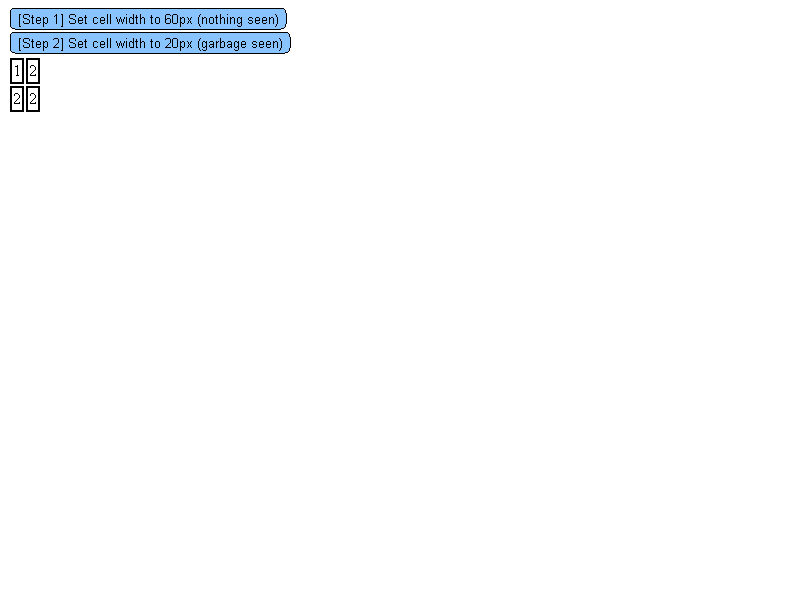 [Step 1] Set cell width to 60px (nothing seen)
[Step 2] Set cell width to 20px (garbage seen)
1 2
2 2